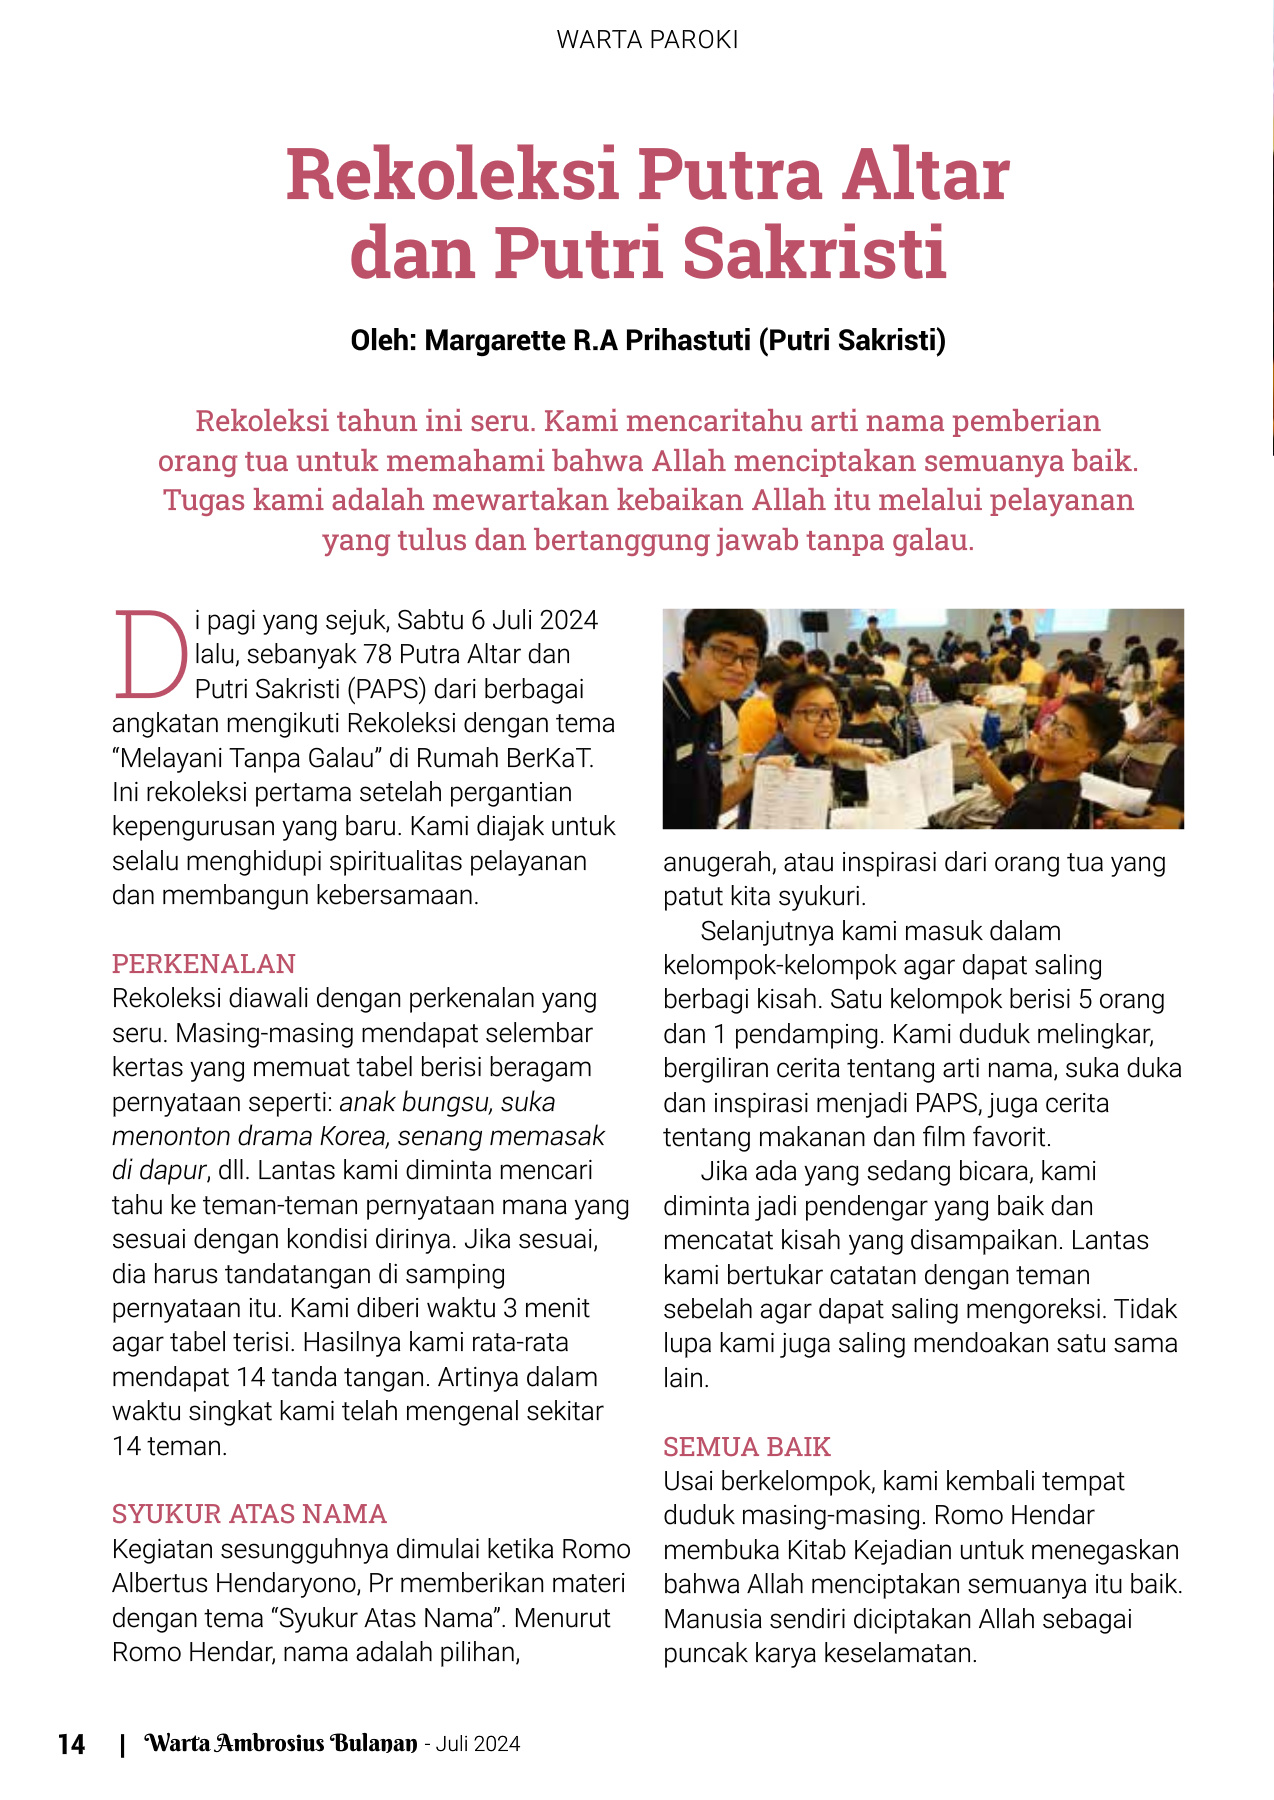 WARTA PAROKI
Rekoleksi Putra Altar
dan Putri Sakristi
Oleh: Margarette R.A Prihastuti (Putri Sakristi)
Rekoleksi tahun ini seru. Kami mencaritahu arti nama pemberian
orang tua untuk memahami bahwa Allah menciptakan semuanya baik.
Tugas kami adalah mewartakan kebaikan Allah itu melalui pelayanan
yang tulus dan bertanggung jawab tanpa galau.
Di pagi yang sejuk, Sabtu 6 Juli 2024
lalu, sebanyak 78 Putra Altar dan
Putri Sakristi (PAPS) dari berbagai
angkatan mengikuti Rekoleksi dengan tema
“Melayani Tanpa Galau” di Rumah BerKaT.
Ini rekoleksi pertama setelah pergantian
kepengurusan yang baru. Kami diajak untuk
selalu menghidupi spiritualitas pelayanan
dan membangun kebersamaan.
PERKENALAN
Rekoleksi diawali dengan perkenalan yang
seru. Masing-masing mendapat selembar
kertas yang memuat tabel berisi beragam
pernyataan seperti: anak bungsu, suka
menonton drama Korea, senang memasak
di dapur, dll. Lantas kami diminta mencari
tahu ke teman-teman pernyataan mana yang
sesuai dengan kondisi dirinya. Jika sesuai,
dia harus tandatangan di samping
pernyataan itu. Kami diberi waktu 3 menit
agar tabel terisi. Hasilnya kami rata-rata
mendapat 14 tanda tangan. Artinya dalam
waktu singkat kami telah mengenal sekitar
14 teman.
SYUKUR ATAS NAMA
Kegiatan sesungguhnya dimulai ketika Romo
Albertus Hendaryono, Pr memberikan materi
dengan tema “Syukur Atas Nama”. Menurut
Romo Hendar, nama adalah pilihan,
anugerah, atau inspirasi dari orang tua yang
patut kita syukuri.
Selanjutnya kami masuk dalam
kelompok-kelompok agar dapat saling
berbagi kisah. Satu kelompok berisi 5 orang
dan 1 pendamping. Kami duduk melingkar,
bergiliran cerita tentang arti nama, suka duka
dan inspirasi menjadi PAPS, juga cerita
tentang makanan dan film favorit.
Jika ada yang sedang bicara, kami
diminta jadi pendengar yang baik dan
mencatat kisah yang disampaikan. Lantas
kami bertukar catatan dengan teman
sebelah agar dapat saling mengoreksi. Tidak
lupa kami juga saling mendoakan satu sama
lain.
SEMUA BAIK
Usai berkelompok, kami kembali tempat
duduk masing-masing. Romo Hendar
membuka Kitab Kejadian untuk menegaskan
bahwa Allah menciptakan semuanya itu baik.
Manusia sendiri diciptakan Allah sebagai
puncak karya keselamatan.
14 | Warta Ambrosius Bulanan - Juli 2024